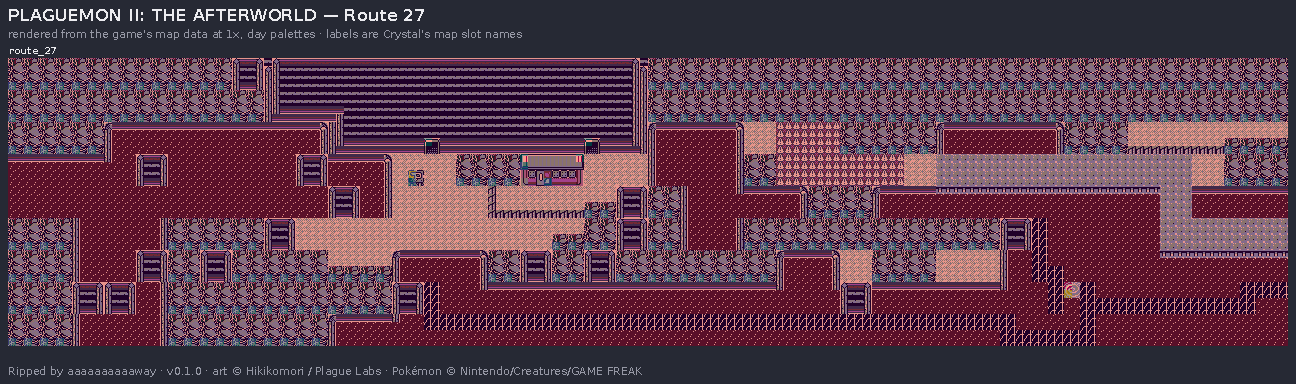 PLAGUEMON II: THE AFTERWORLD — Route 27
rendered from the game's map data at 1x, day palettes · labels are Crystal's map slot names
route_27
Ripped by aaaaaaaaaaway · v0.1.0 · art © Hikikomori / Plague Labs · Pokémon © Nintendo/Creatures/GAME FREAK